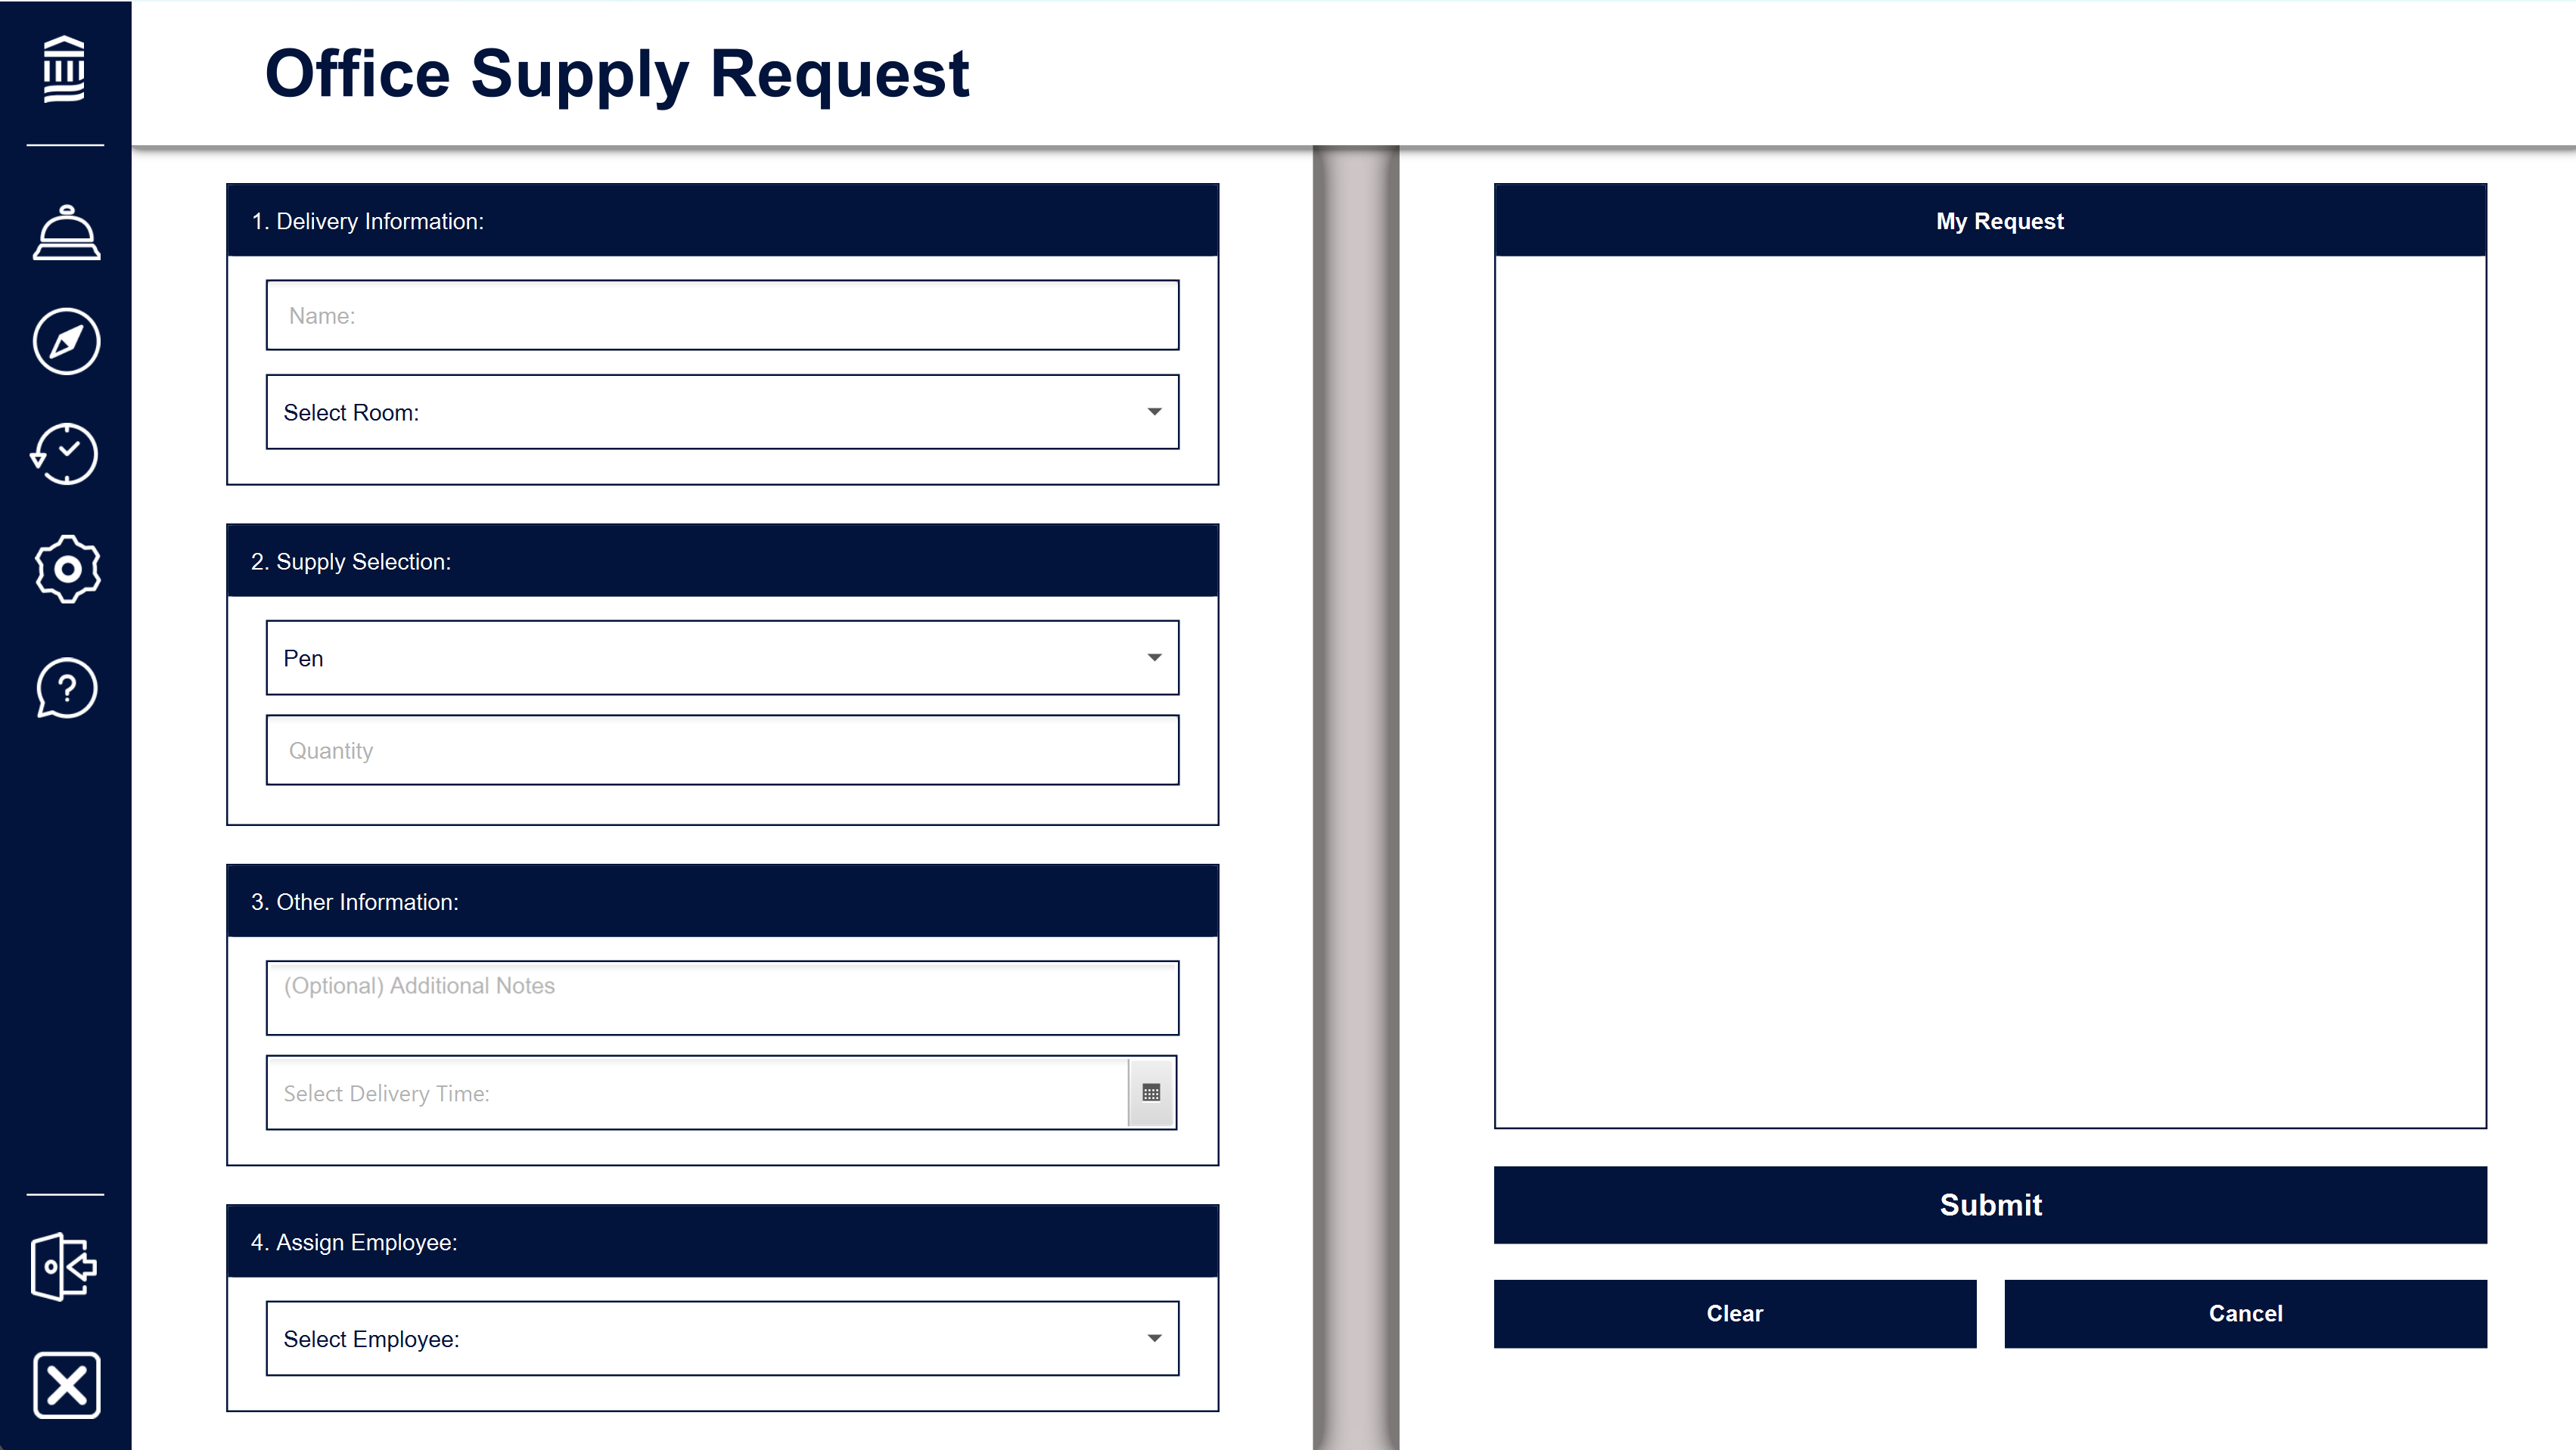 Office Supply Request
1. Delivery Information:
Name:
Select Room:
2. Supply Selection:
Pen
Quantity
3. Other Information:
(Optional) Additional Notes
Select Delivery Time:
4. Assign Employee:
Select Employee:
My Request
Submit
Clear
Cancel